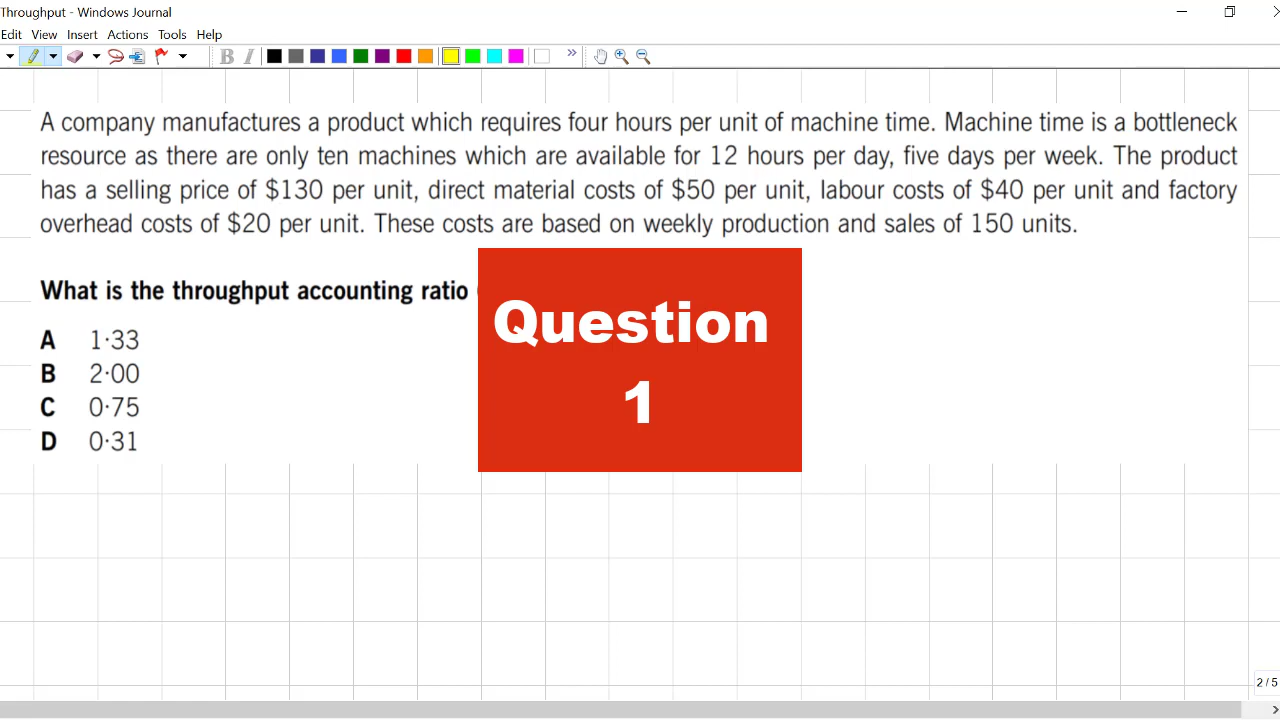 Throughput - Windows Journal
Edit View Insert Actions Tools Help
B I »
A company manufactures a product which requires four hours per unit of machine time. Machine time is a bottleneck
resource as there are only ten machines which are available for 12 hours per day, five days per week. The product
has a selling price of $130 per unit, direct material costs of $50 per unit, labour costs of $40 per unit and factory
overhead costs of $20 per unit. These costs are based on weekly production and sales of 150 units.
What is the throughput accounting ratio
Question
1
A 1·33
B 2·00
C 0·75
D 0·31
2 / 5